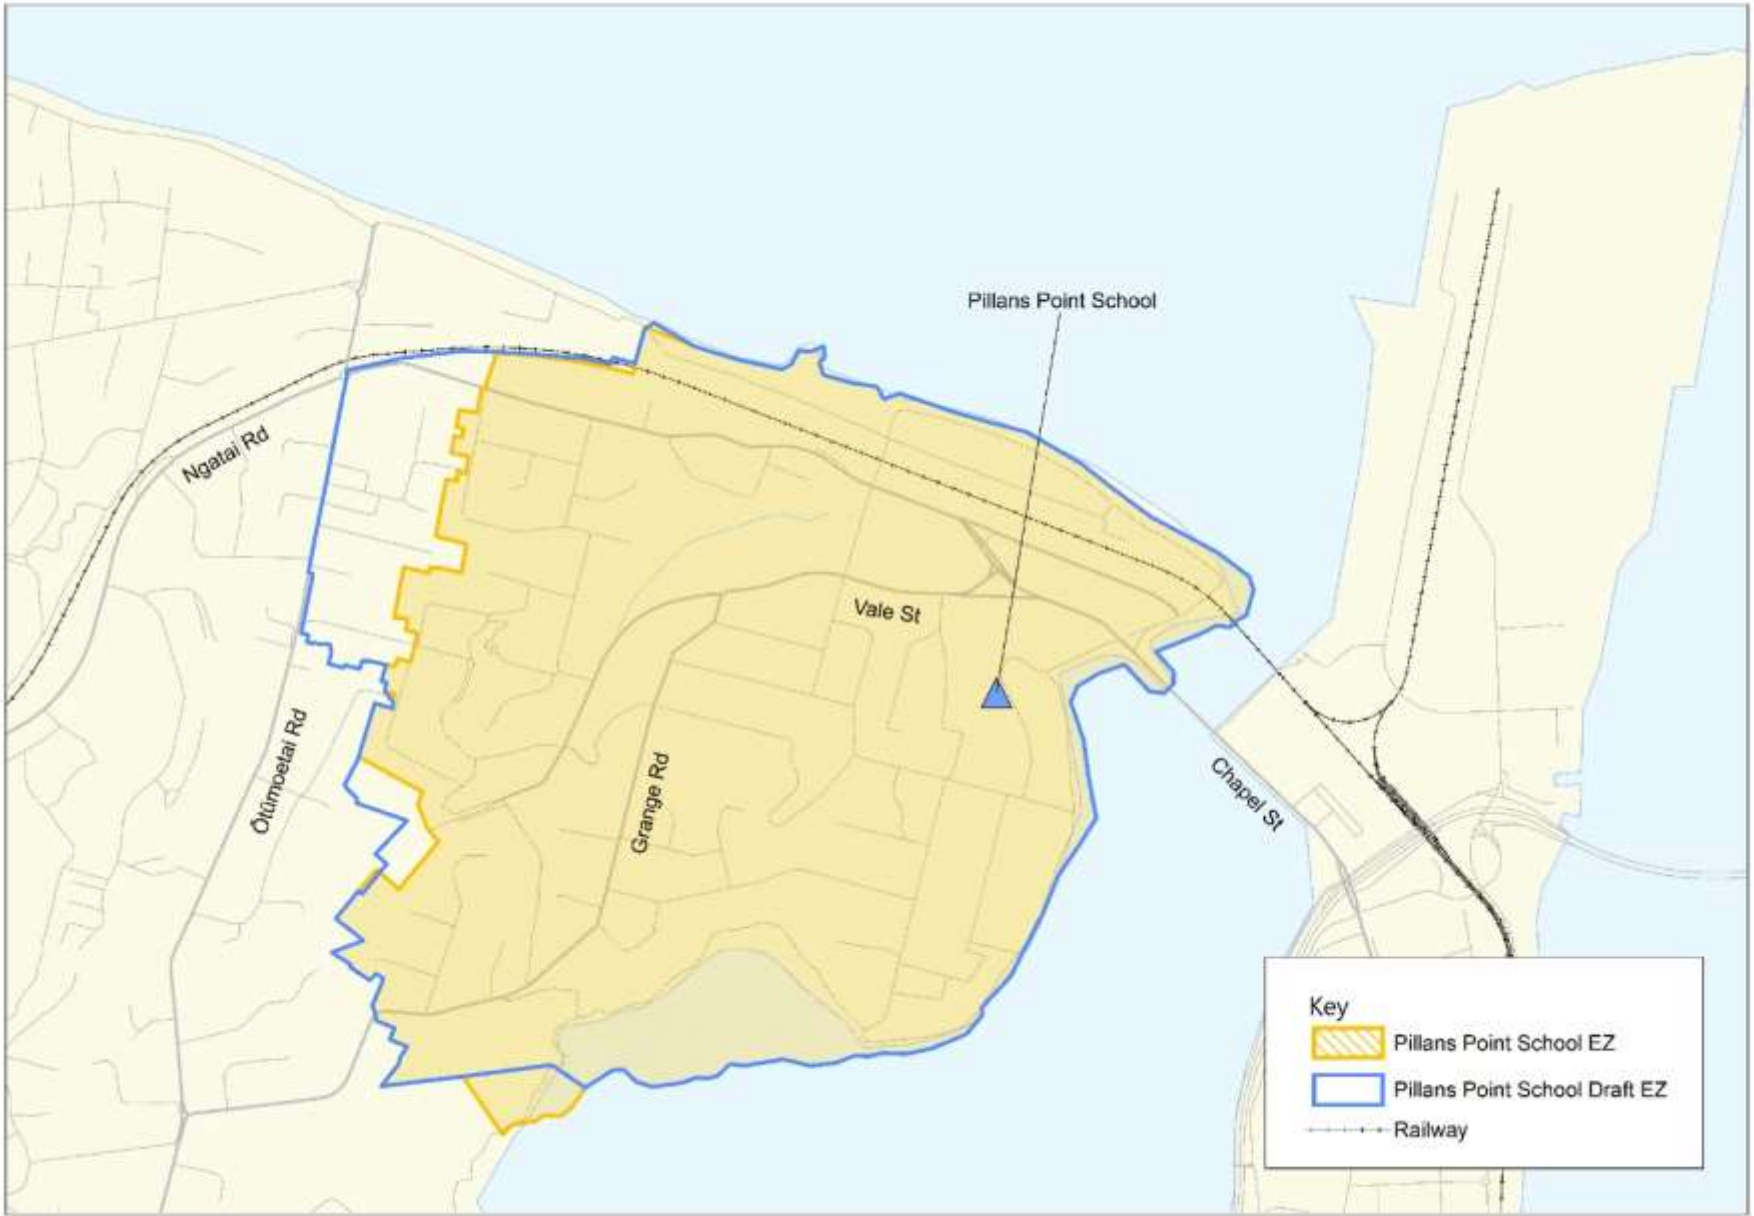 Pillans Point School
Ngatai Rd
Vale St
Ōtūmoetai Rd
Grange Rd
Chapel St
Key
Pillans Point School EZ
Pillans Point School Draft EZ
Railway